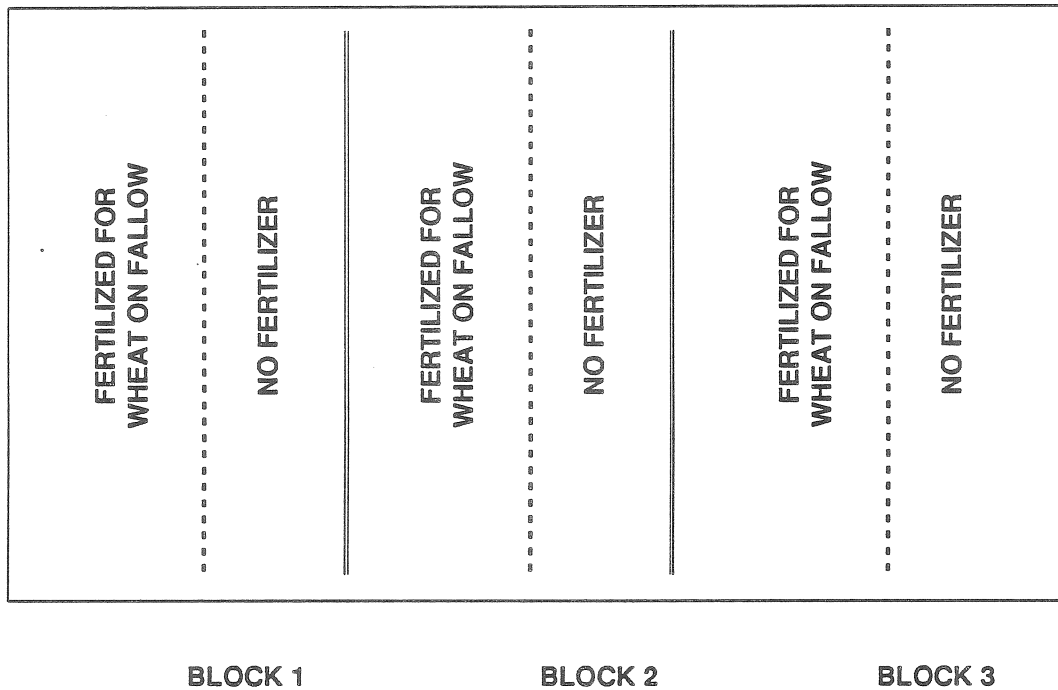 FERTILIZED FOR
WHEAT ON FALLOW
NO FERTILIZER
FERTILIZED FOR
WHEAT ON FALLOW
NO FERTILIZER
FERTILIZED FOR
WHEAT ON FALLOW
NO FERTILIZER
BLOCK 1
BLOCK 2
BLOCK 3